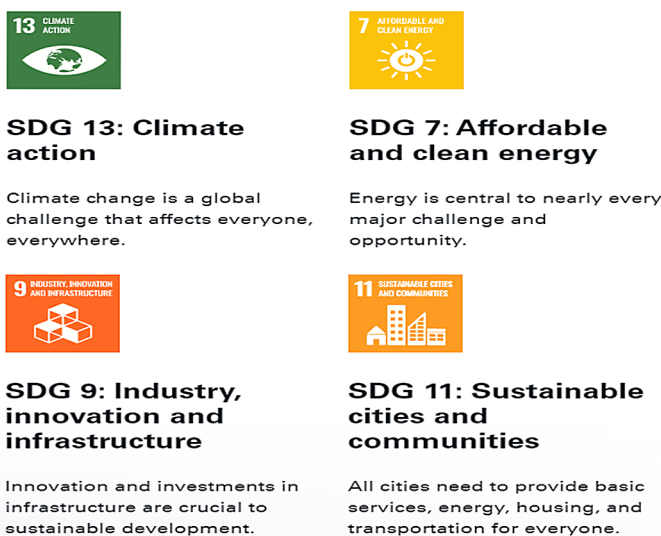 13 CLIMATE
ACTION
SDG 13: Climate
action
Climate change is a global
challenge that affects everyone,
everywhere.
7 AFFORDABLE AND
CLEAN ENERGY
SDG 7: Affordable
and clean energy
Energy is central to nearly every
major challenge and
opportunity.
9 INDUSTRY, INNOVATION
AND INFRASTRUCTURE
SDG 9: Industry,
innovation and
infrastructure
Innovation and investments in
infrastructure are crucial to
sustainable development.
11 SUSTAINABLE CITIES
AND COMMUNITIES
SDG 11: Sustainable
cities and
communities
All cities need to provide basic
services, energy, housing, and
transportation for everyone.